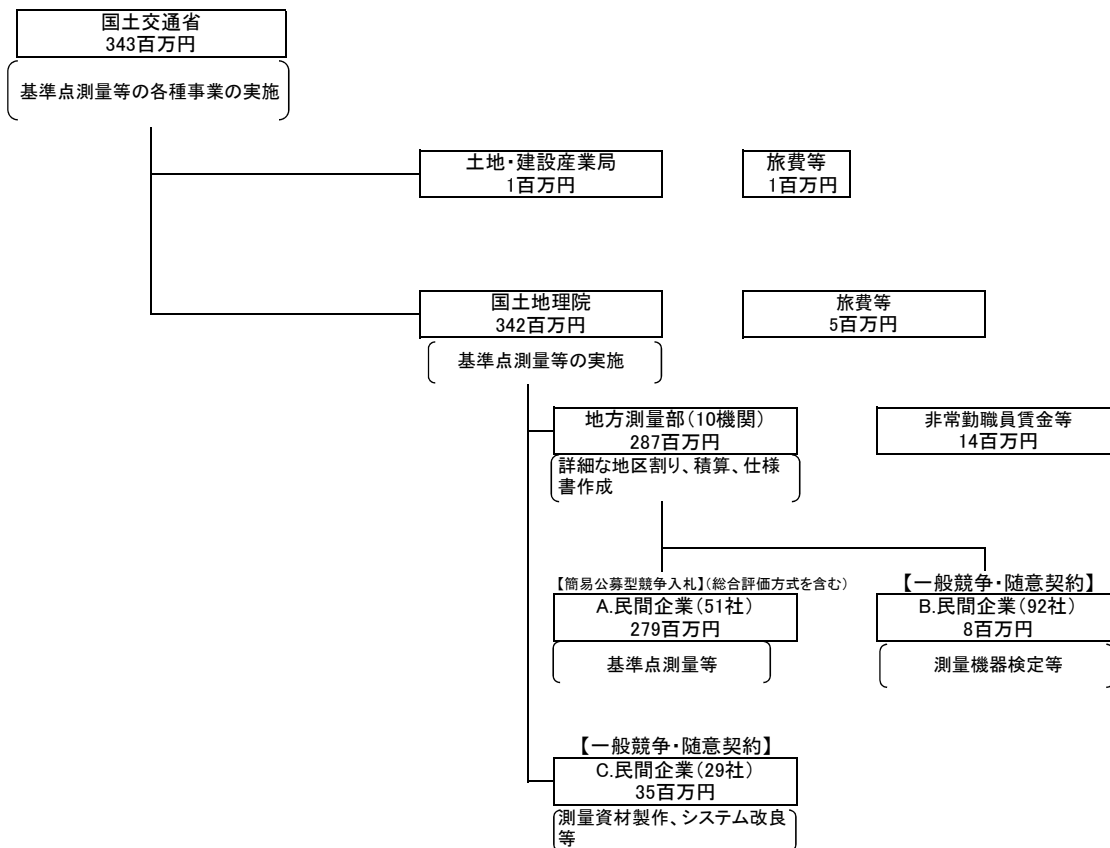 国土交通省
343百万円
基準点測量等の各種事業の実施
土地・建設産業局
1百万円
旅費等
1百万円
国土地理院
342百万円
旅費等
5百万円
基準点測量等の実施
地方測量部(10機関)
287百万円
非常勤職員賃金等
14百万円
詳細な地区割り、積算、仕様
書作成
【簡易公募型競争入札】(総合評価方式を含む)
【一般競争・随意契約】
A.民間企業(51社)
279百万円
B.民間企業(92社)
8百万円
基準点測量等
測量機器検定等
【一般競争・随意契約】
C.民間企業(29社)
35百万円
測量資材製作、システム改良
等